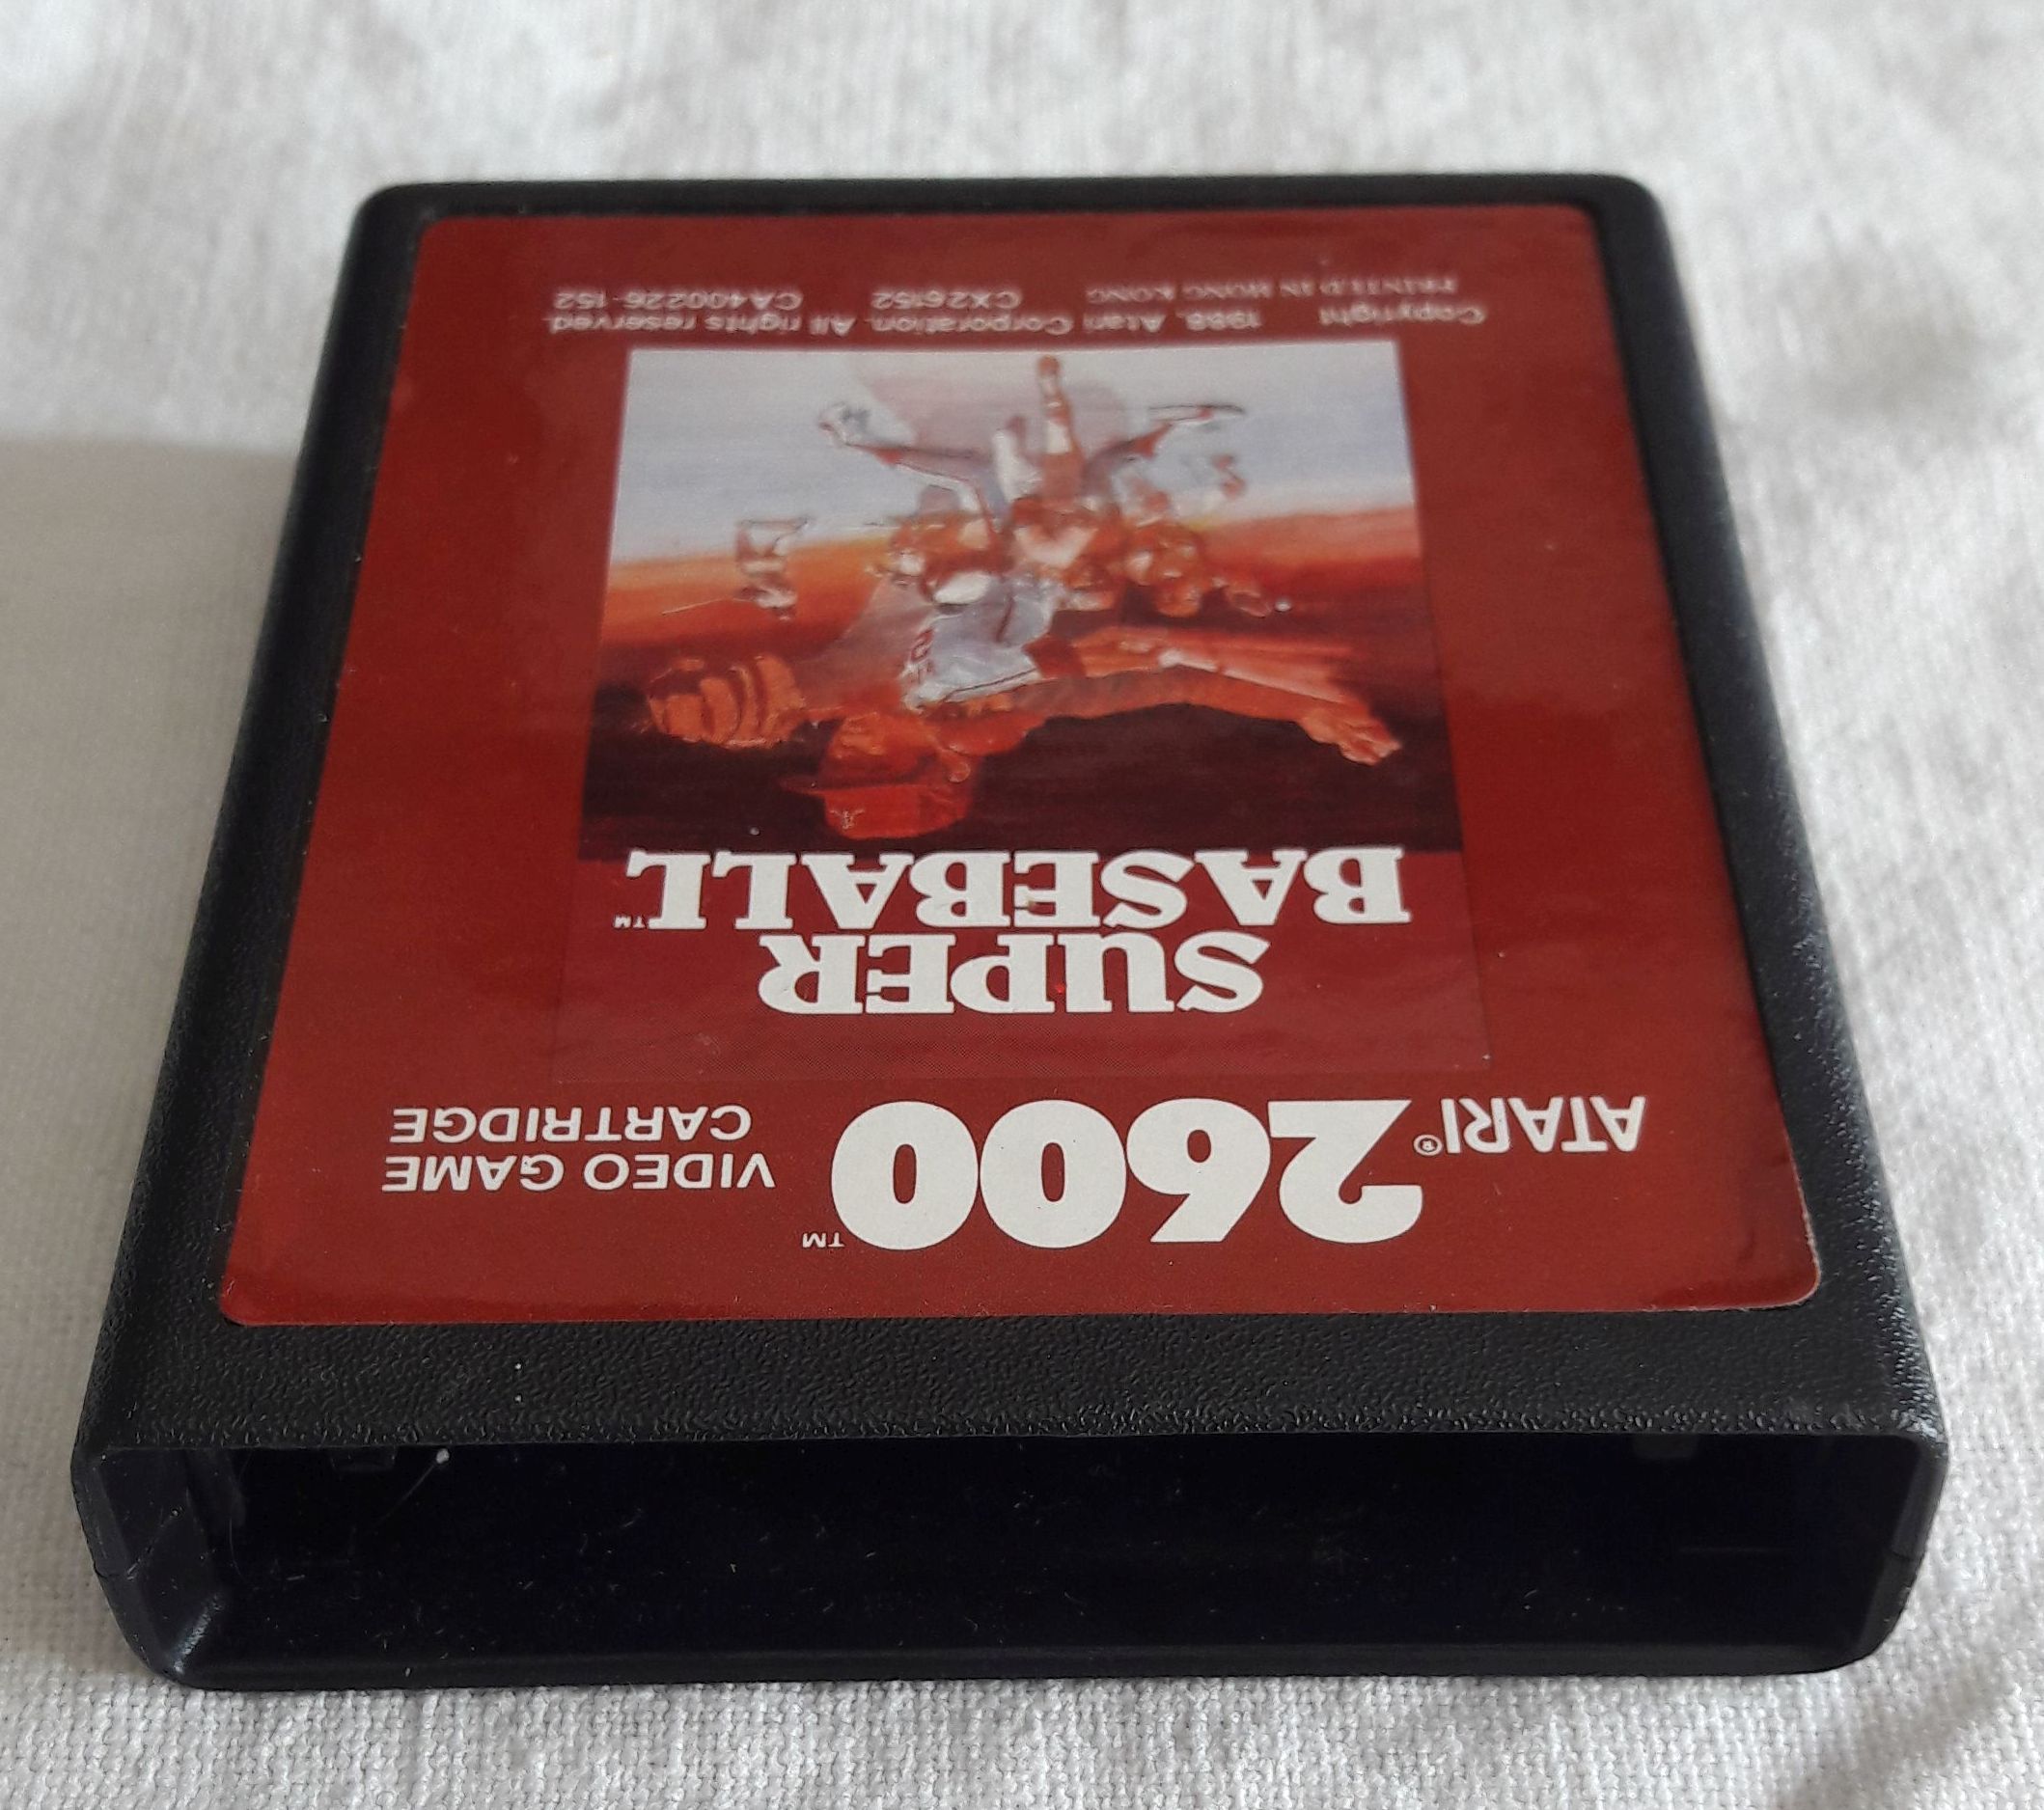 ATARI® 2600™ VIDEO GAME
CARTRIDGE
SUPER
BASEBALL™
Copyright 1988, Atari Corporation. All rights reserved.
PRINTED IN HONG KONG CX26152 CA400226-152